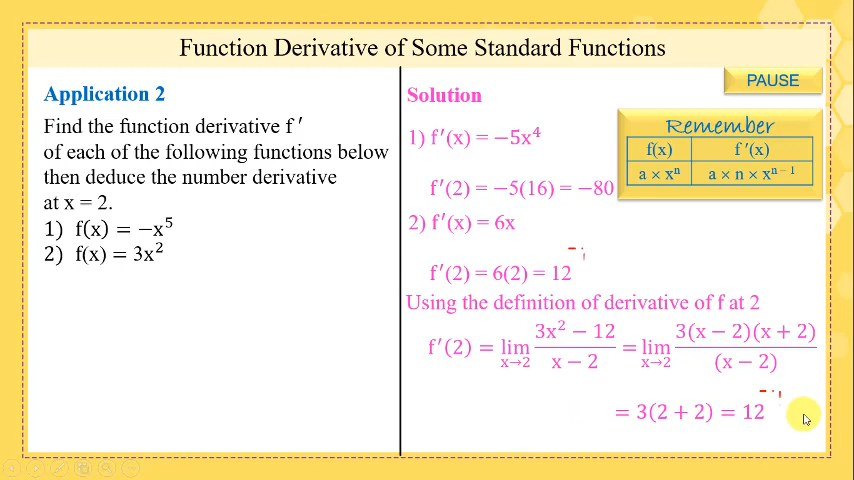 Function Derivative of Some Standard Functions
Application 2
Find the function derivative f ′
of each of the following functions below
then deduce the number derivative
at x = 2.
1) f(x) = −x⁵
2) f(x) = 3x²
PAUSE
Solution
1) f′(x) = −5x⁴
f′(2) = −5(16) = −80
Remember
f(x) f ′(x)
a × xⁿ a × n × xⁿ⁻¹
2) f′(x) = 6x
f′(2) = 6(2) = 12
Using the definition of derivative of f at 2
f′(2) = lim x→2 (3x² − 12)/(x − 2) = lim x→2 3(x − 2)(x + 2)/(x − 2)
= 3(2 + 2) = 12